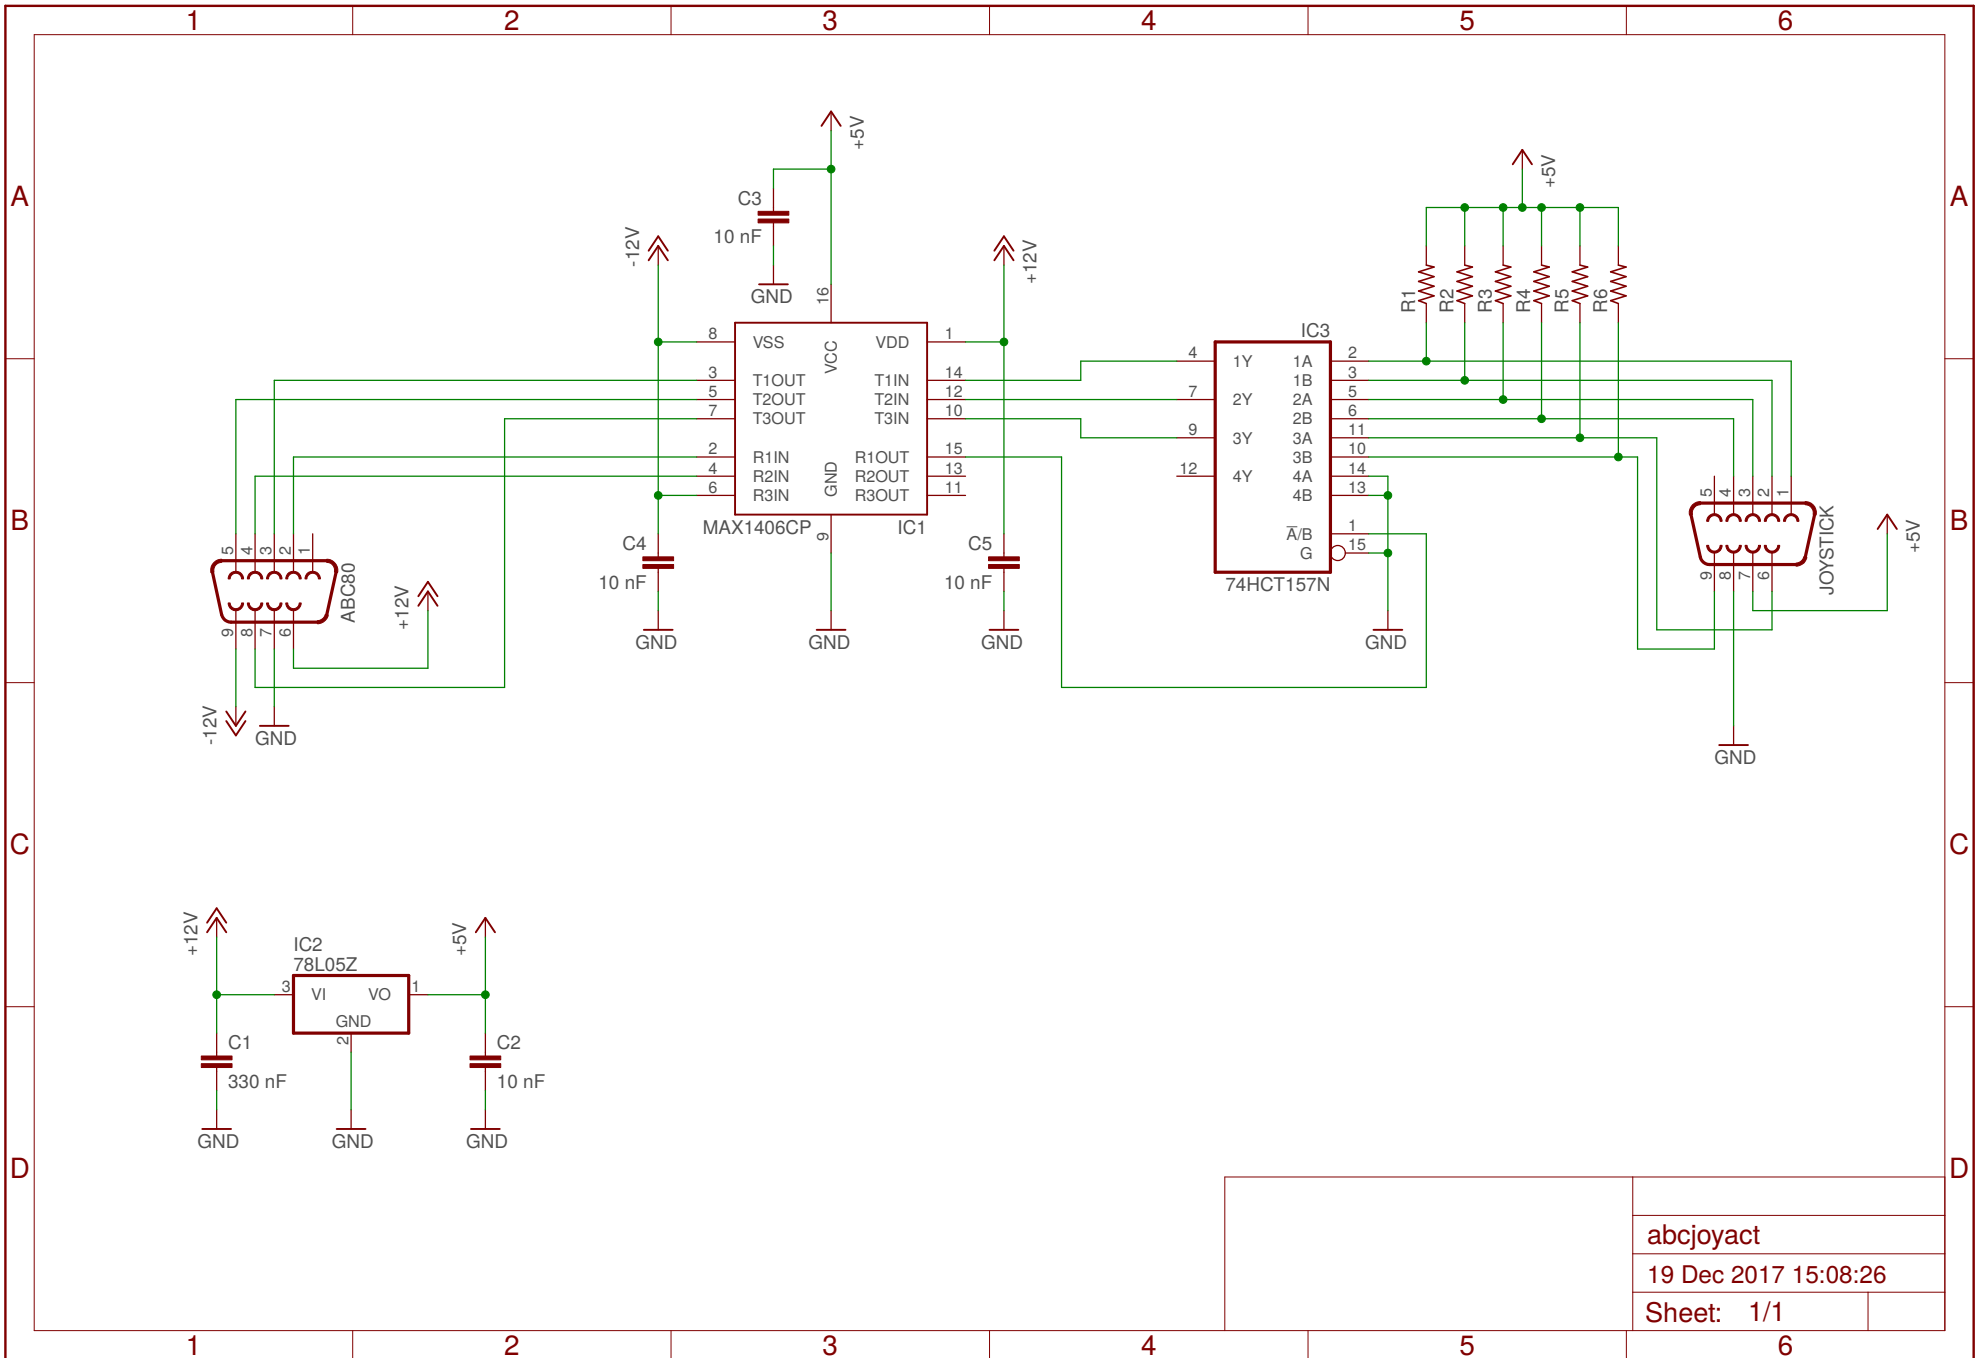 1 2 3 4 5 6
A A
B B
C C
D D
1 2 3 4 5 6
+5V
C3
10 nF
GND
-12V
+12V
16
8 VSS
VCC
VDD 1
3 T1OUT T1IN 14
5 T2OUT T2IN 12
7 T3OUT T3IN 10
2 R1IN R1OUT 15
4 R2IN R2OUT 13
6 R3IN R3OUT 11
GND
MAX1406CP
9
IC1
C4
10 nF
GND
GND
C5
10 nF
GND
5 4 3 2 1
ABC80
9 8 7 6
+12V
-12V
GND
+5V
R1 R2 R3 R4 R5 R6
IC3
4 1Y 1A 2
1B 3
7 2Y 2A 5
2B 6
9 3Y 3A 11
3B 10
12 4Y 4A 14
4B 13
A̅/B 1
G 15
74HCT157N
GND
5 4 3 2 1
JOYSTICK
9 8 7 6
+5V
GND
+12V
IC2
78L05Z
+5V
3 VI VO 1
GND
2
C1
330 nF
C2
10 nF
GND
GND
GND
abcjoyact
19 Dec 2017 15:08:26
Sheet: 1/1